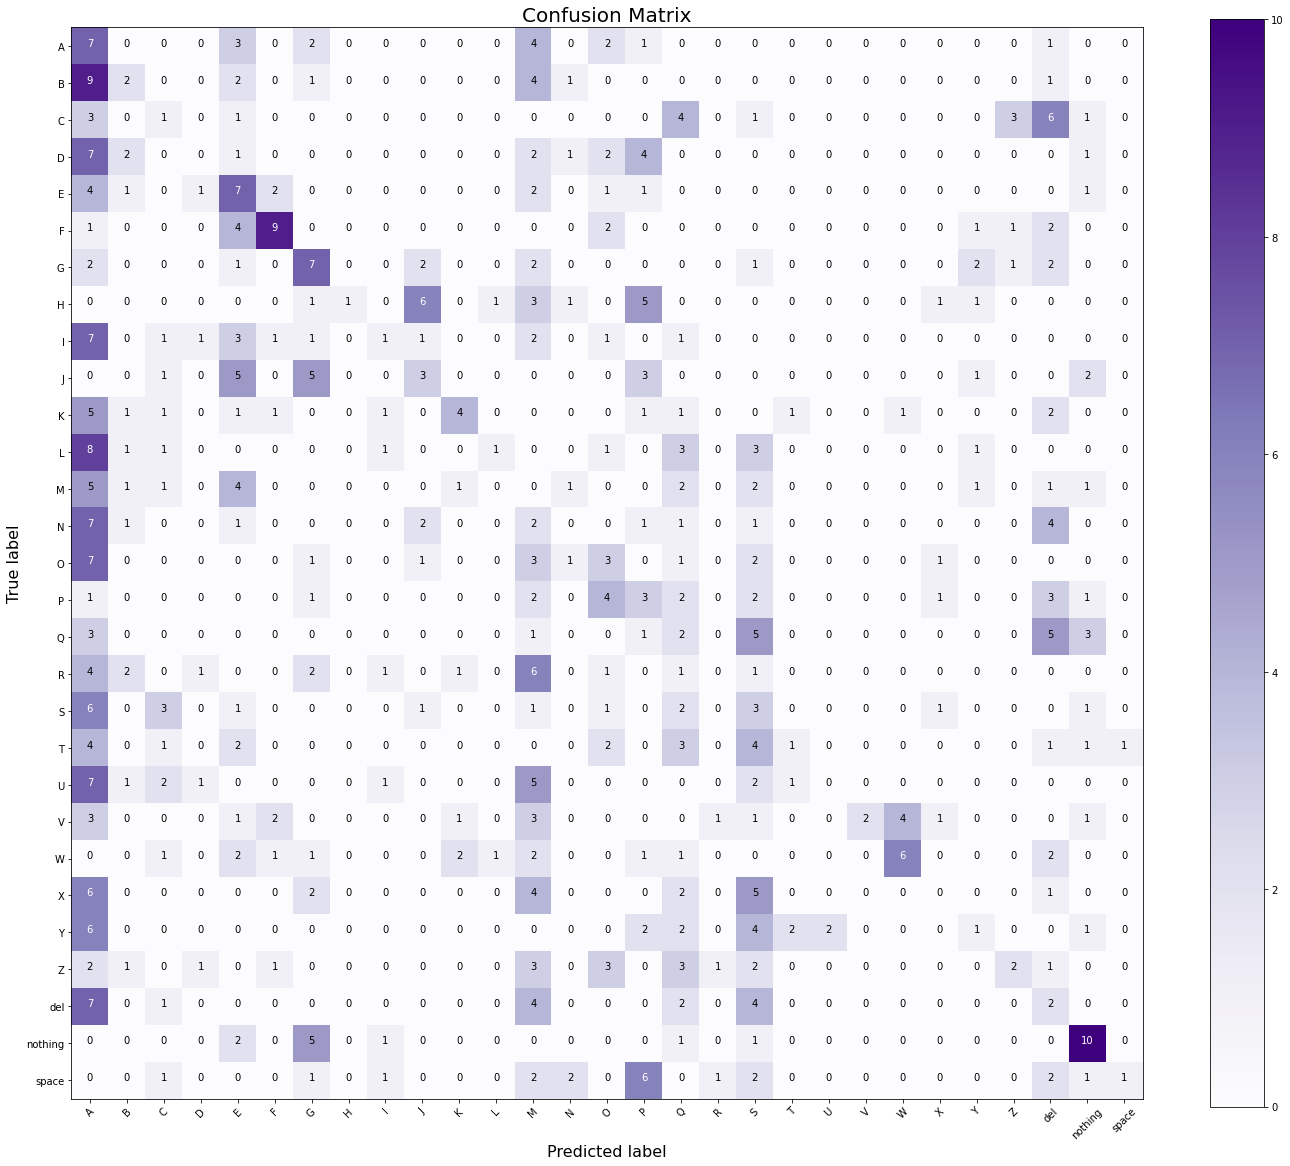 Confusion Matrix
10
A 7 0 0 0 3 0 2 0 0 0 0 0 4 0 2 1 0 0 0 0 0 0 0 0 0 0 1 0 0
B 9 2 0 0 2 0 1 0 0 0 0 0 4 1 0 0 0 0 0 0 0 0 0 0 0 0 1 0 0
C 3 0 1 0 1 0 0 0 0 0 0 0 0 0 0 0 4 0 1 0 0 0 0 0 0 3 6 1 0
D 7 2 0 0 1 0 0 0 0 0 0 0 2 1 2 4 0 0 0 0 0 0 0 0 0 0 0 1 0
E 4 1 0 1 7 2 0 0 0 0 0 0 2 0 1 1 0 0 0 0 0 0 0 0 0 0 0 1 0
F 1 0 0 0 4 9 0 0 0 0 0 0 0 0 2 0 0 0 0 0 0 0 0 0 1 1 2 0 0
8
G 2 0 0 0 1 0 7 0 0 2 0 0 2 0 0 0 0 0 1 0 0 0 0 0 2 1 2 0 0
H 0 0 0 0 0 0 1 1 0 6 0 1 3 1 0 5 0 0 0 0 0 0 0 1 1 0 0 0 0
I 7 0 1 1 3 1 1 0 1 1 0 0 2 0 1 0 1 0 0 0 0 0 0 0 0 0 0 0 0
J 0 0 1 0 5 0 5 0 0 3 0 0 0 0 0 3 0 0 0 0 0 0 0 0 1 0 0 2 0
K 5 1 1 0 1 1 0 0 1 0 4 0 0 0 0 1 1 0 0 1 0 0 1 0 0 0 2 0 0
L 8 1 1 0 0 0 0 0 1 0 0 1 0 0 1 0 3 0 3 0 0 0 0 0 1 0 0 0 0
6
M 5 1 1 0 4 0 0 0 0 0 1 0 0 1 0 0 2 0 2 0 0 0 0 0 1 0 1 1 0
N 7 1 0 0 1 0 0 0 0 2 0 0 2 0 0 1 1 0 1 0 0 0 0 0 0 0 4 0 0
O 7 0 0 0 0 0 1 0 0 1 0 0 3 1 3 0 1 0 2 0 0 0 0 1 0 0 0 0 0
True label
P 1 0 0 0 0 0 1 0 0 0 0 0 2 0 4 3 2 0 2 0 0 0 0 1 0 0 3 1 0
Q 3 0 0 0 0 0 0 0 0 0 0 0 1 0 0 1 2 0 5 0 0 0 0 0 0 0 5 3 0
R 4 2 0 1 0 0 2 0 1 0 1 0 6 0 1 0 1 0 1 0 0 0 0 0 0 0 0 0 0
4
S 6 0 3 0 1 0 0 0 0 1 0 0 1 0 1 0 2 0 3 0 0 0 0 1 0 0 0 1 0
T 4 0 1 0 2 0 0 0 0 0 0 0 0 0 2 0 3 0 4 1 0 0 0 0 0 0 1 1 1
U 7 1 2 1 0 0 0 0 1 0 0 0 5 0 0 0 0 0 2 1 0 0 0 0 0 0 0 0 0
V 3 0 0 0 1 2 0 0 0 0 1 0 3 0 0 0 0 1 1 0 0 2 4 1 0 0 0 1 0
W 0 0 1 0 2 1 1 0 0 0 2 1 2 0 0 1 1 0 0 0 0 0 6 0 0 0 2 0 0
2
X 6 0 0 0 0 0 2 0 0 0 0 0 4 0 0 0 2 0 5 0 0 0 0 0 0 0 1 0 0
Y 6 0 0 0 0 0 0 0 0 0 0 0 0 0 0 2 2 0 4 2 2 0 0 0 1 0 0 1 0
Z 2 1 0 1 0 1 0 0 0 0 0 0 3 0 3 0 3 1 2 0 0 0 0 0 0 2 1 0 0
del 7 0 1 0 0 0 0 0 0 0 0 0 4 0 0 0 2 0 4 0 0 0 0 0 0 0 2 0 0
nothing 0 0 0 0 2 0 5 0 1 0 0 0 0 0 0 0 1 0 1 0 0 0 0 0 0 0 0 10 0
space 0 0 1 0 0 0 1 0 1 0 0 0 2 2 0 6 0 1 2 0 0 0 0 0 0 0 2 1 1
0
A B C D E F G H I J K L M N O P Q R S T U V W X Y Z del nothing space
Predicted label